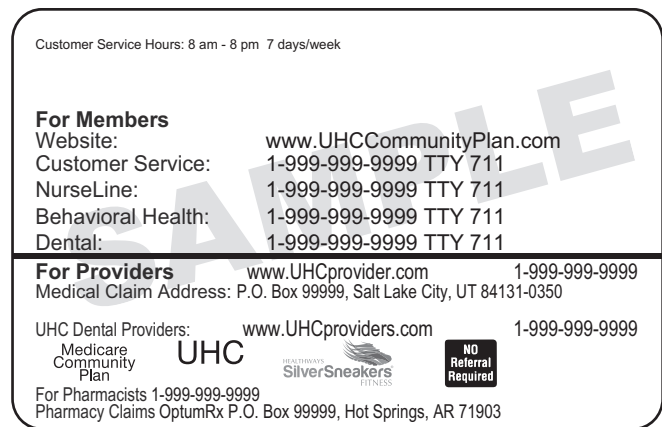 Customer Service Hours: 8 am - 8 pm 7 days/week
SAMPLE
For Members
Website: www.UHCCommunityPlan.com
Customer Service: 1-999-999-9999 TTY 711
NurseLine: 1-999-999-9999 TTY 711
Behavioral Health: 1-999-999-9999 TTY 711
Dental: 1-999-999-9999 TTY 711
For Providers www.UHCprovider.com 1-999-999-9999
Medical Claim Address: P.O. Box 99999, Salt Lake City, UT 84131-0350
UHC Dental Providers: www.UHCproviders.com 1-999-999-9999
Medicare
Community
Plan
UHC
HEALTHWAYS
SilverSneakers
FITNESS
NO
Referral
Required
For Pharmacists 1-999-999-9999
Pharmacy Claims OptumRx P.O. Box 99999, Hot Springs, AR 71903